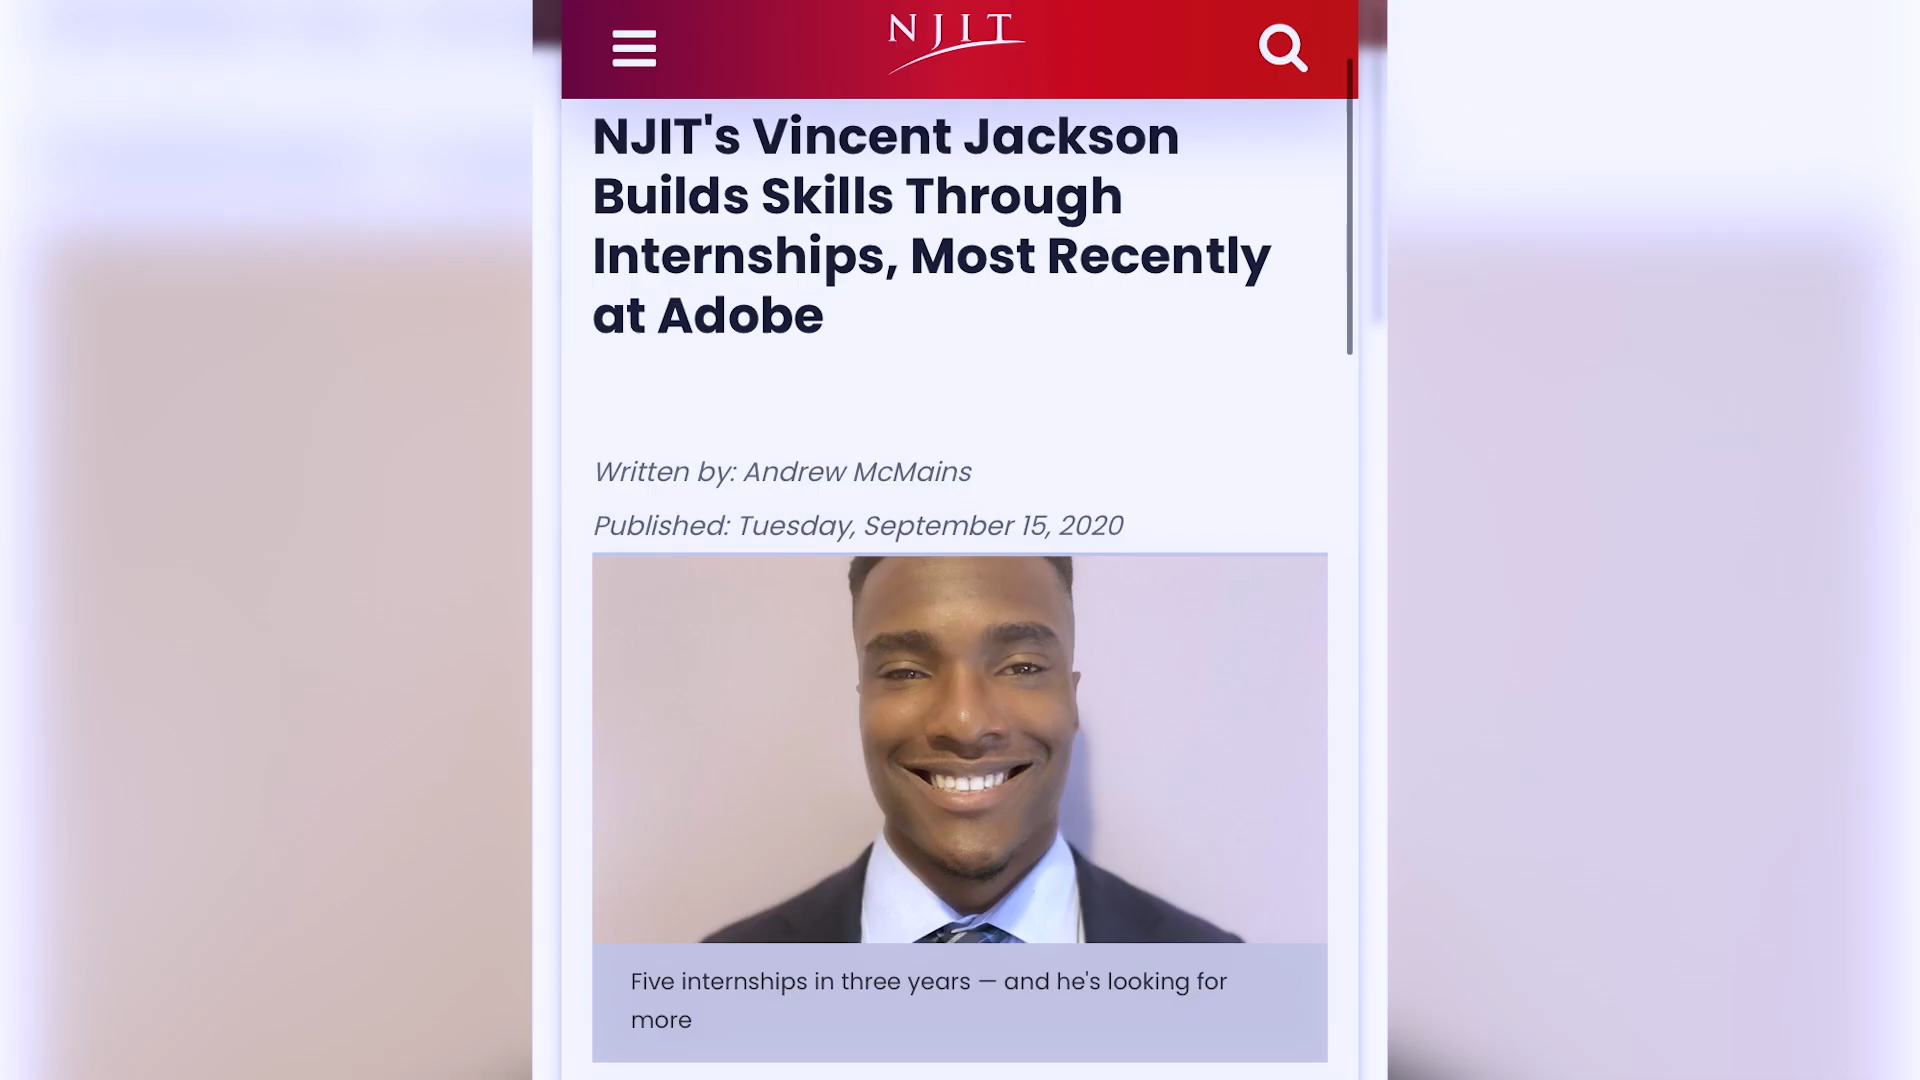 NJIT
NJIT's Vincent Jackson
Builds Skills Through
Internships, Most Recently
at Adobe
Written by: Andrew McMains
Published: Tuesday, September 15, 2020
Five internships in three years — and he's looking for
more